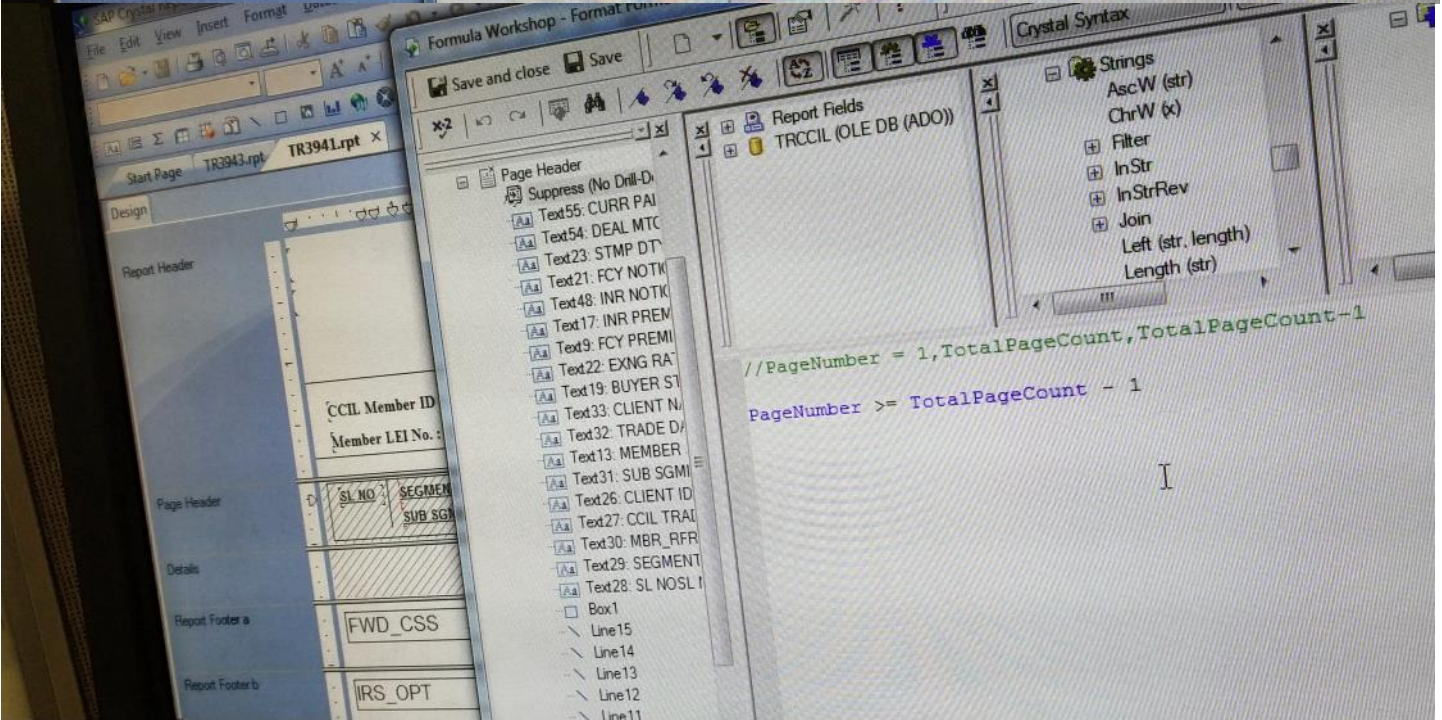 SAP Crystal
File Edit View Insert Format
Start Page TR3943.rpt TR3941.rpt ×
Design
Report Header
CCIL Member ID
Member LEI No. :
Page Header
SL NO
SUB
Details
Report Footer a
FWD_CSS
Report Footer b
IRS_OPT
Formula Workshop - Format
Save and close Save
Crystal Syntax
X-2
A
Z
Page Header
Suppress (No Drill-D
Text55: CURR PAI
Text54: DEAL MTC
Text23: STMP DT
Text21: FCY NOTI
Text48: INR NOTI
Text17: INR PREM
Text9: FCY PREMI
Text22: EXNG RA
Text19: BUYER ST
Text33: CLIENT N
Text32: TRADE D
Text13: MEMBER
Text31: SUB SGM
Text26: CLIENT ID
Text27: CCIL TRA
Text30: MBR_RFR
Text29: SEGMENT
Text28: SL NOSL
Box1
Line15
Line14
Line13
Line12
Line11
Report Fields
TRCCIL (OLE DB (ADO))
Strings
AscW (str)
ChrW (x)
Filter
InStr
InStrRev
Join
Left (str, length)
Length (str)
//PageNumber = 1,TotalPageCount,TotalPageCount-1
PageNumber >= TotalPageCount - 1